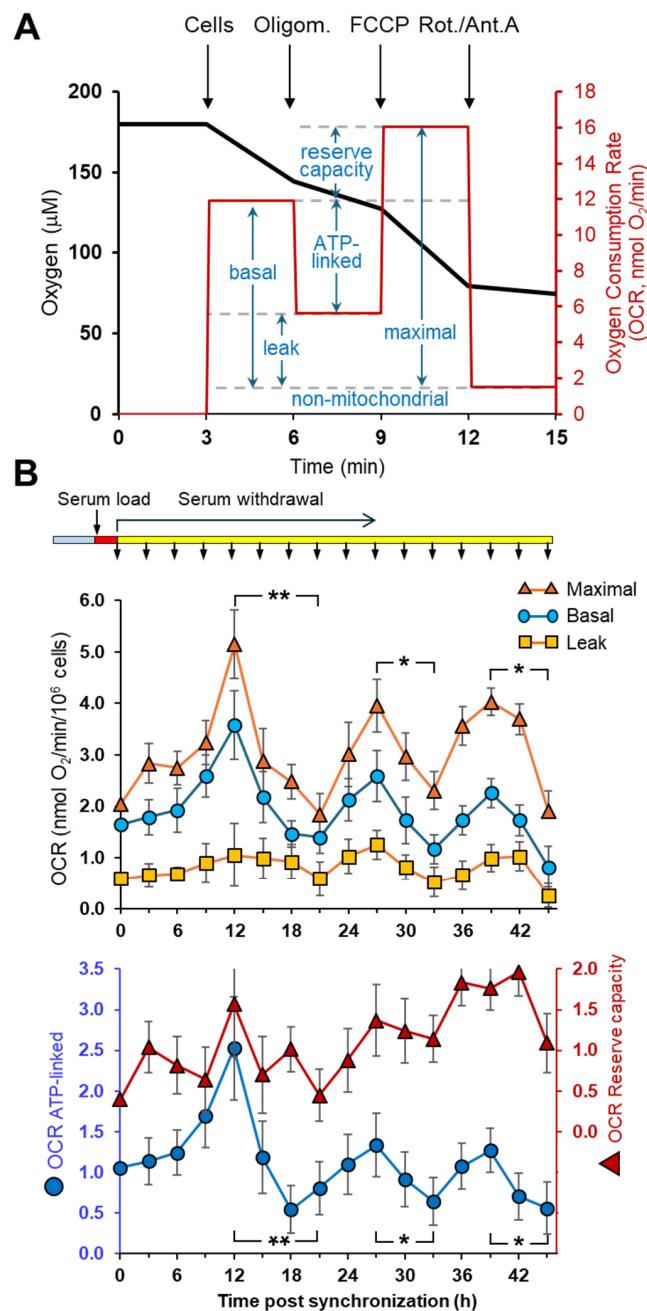 A
Cells Oligom. FCCP Rot./Ant.A
200
150
100
50
0
Oxygen (μM)
18
16
14
12
10
8
6
4
2
0
Oxygen Consumption Rate
(OCR, nmol O2/min)
reserve
capacity
ATP-
linked
basal
leak
maximal
non-mitochondrial
0 3 6 9 12 15
Time (min)
B
Serum load Serum withdrawal
Maximal
Basal
Leak
** * *
6.0
5.0
4.0
3.0
2.0
1.0
0.0
OCR (nmol O2/min/10⁶ cells)
0 6 12 18 24 30 36 42
3.5
3.0
2.5
2.0
1.5
1.0
0.5
0.0
OCR ATP-linked
2.0
1.5
1.0
0.5
0.0
OCR Reserve capacity
** * *
0 6 12 18 24 30 36 42
Time post synchronization (h)